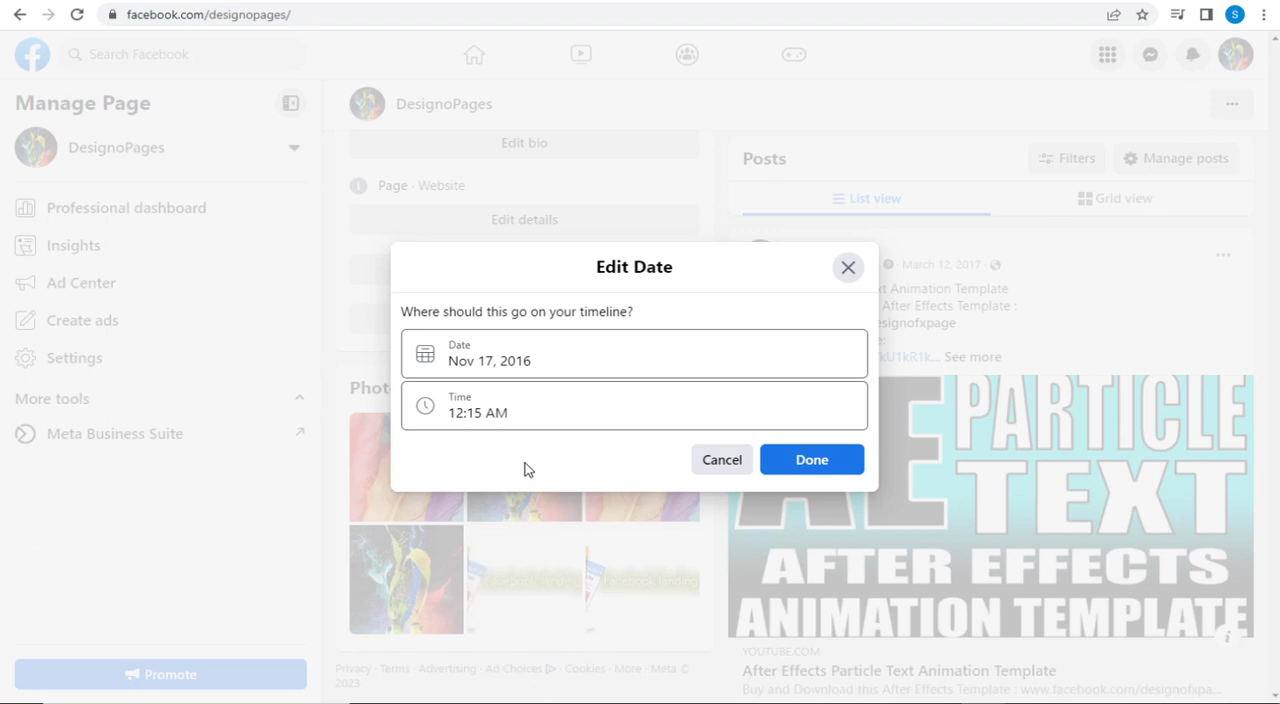 facebook.com/designopages/
S
Search Facebook
Manage Page
DesignoPages
Professional dashboard
Insights
Ad Center
Create ads
Settings
More tools
Meta Business Suite
Promote
DesignoPages
Edit bio
Page · Website
Edit details
Photo
Privacy · Terms · Advertising · Ad Choices · Cookies · More · Meta ©
2023
Edit Date
Where should this go on your timeline?
Date
Nov 17, 2016
Time
12:15 AM
Cancel
Done
Posts
Filters
Manage posts
List view
Grid view
· March 12, 2017 ·
xt Animation Template
After Effects Template :
esignofxpage
e:
kU1kR1k... See more
AE PARTICLE
TEXT
AFTER EFFECTS
ANIMATION TEMPLATE
YOUTUBE.COM
After Effects Particle Text Animation Template
Buy and Download this After Effects Template : www.facebook.com/designofxpa...